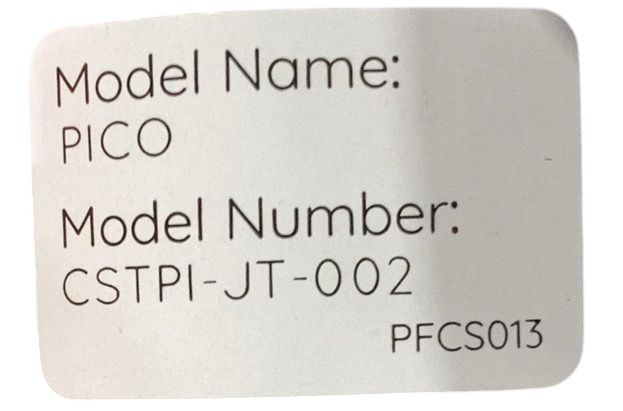 Model Name:
PICO
Model Number:
CSTPI-JT-002
PFCS013